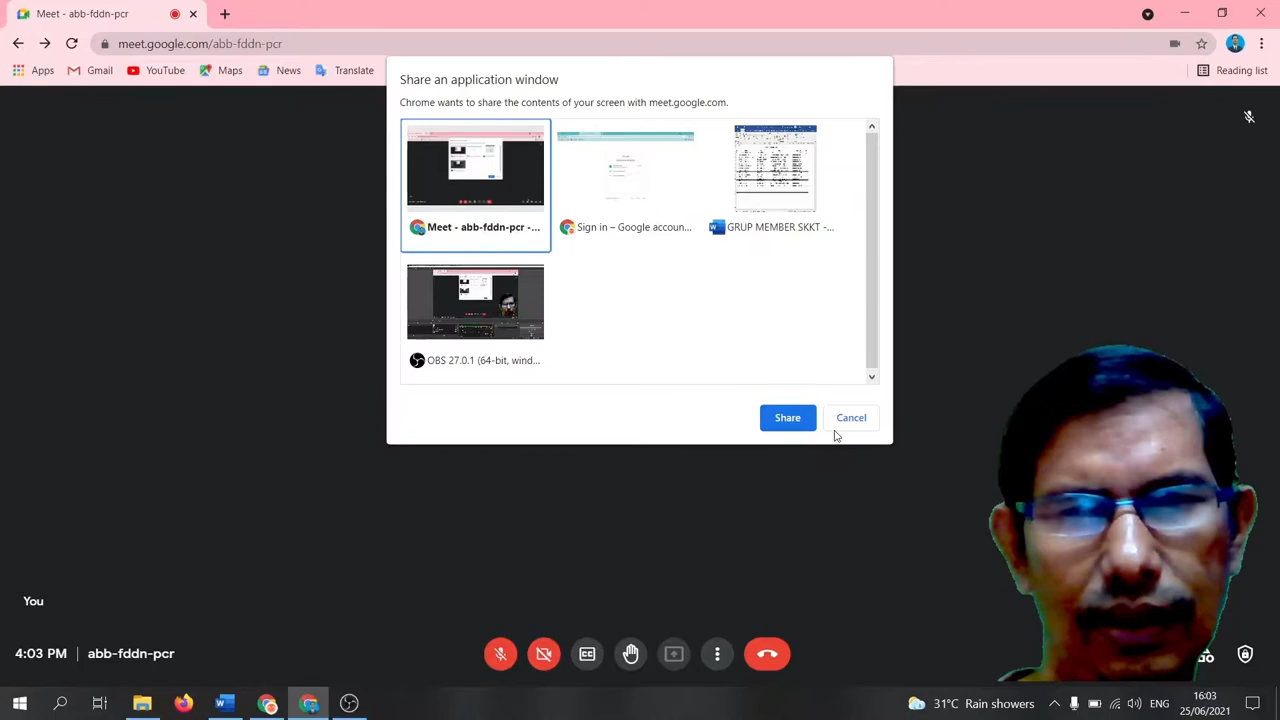 Meet - abb-fddn-pcr
meet.google.com/abb-fddn-pcr
Apps
Gmail
YouTube
Maps
News
Translate
Reading list
Share an application window
Chrome wants to share the contents of your screen with meet.google.com.
Meet - abb-fddn-pcr -...
Sign in – Google accoun...
GRUP MEMBER SKKT -...
OBS 27.0.1 (64-bit, wind...
Share
Cancel
You
4:03 PM | abb-fddn-pcr
31°C Rain showers
ENG
16:03
25/06/2021